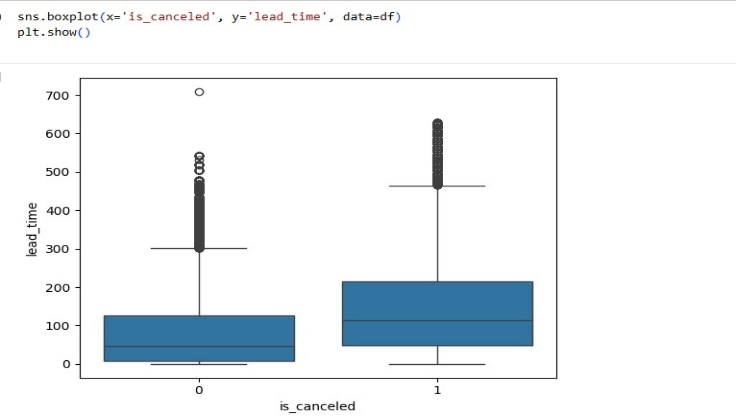 sns.boxplot(x='is_canceled', y='lead_time', data=df)
plt.show()
700
600
500
400
300
200
100
0
lead_time
0 1
is_canceled